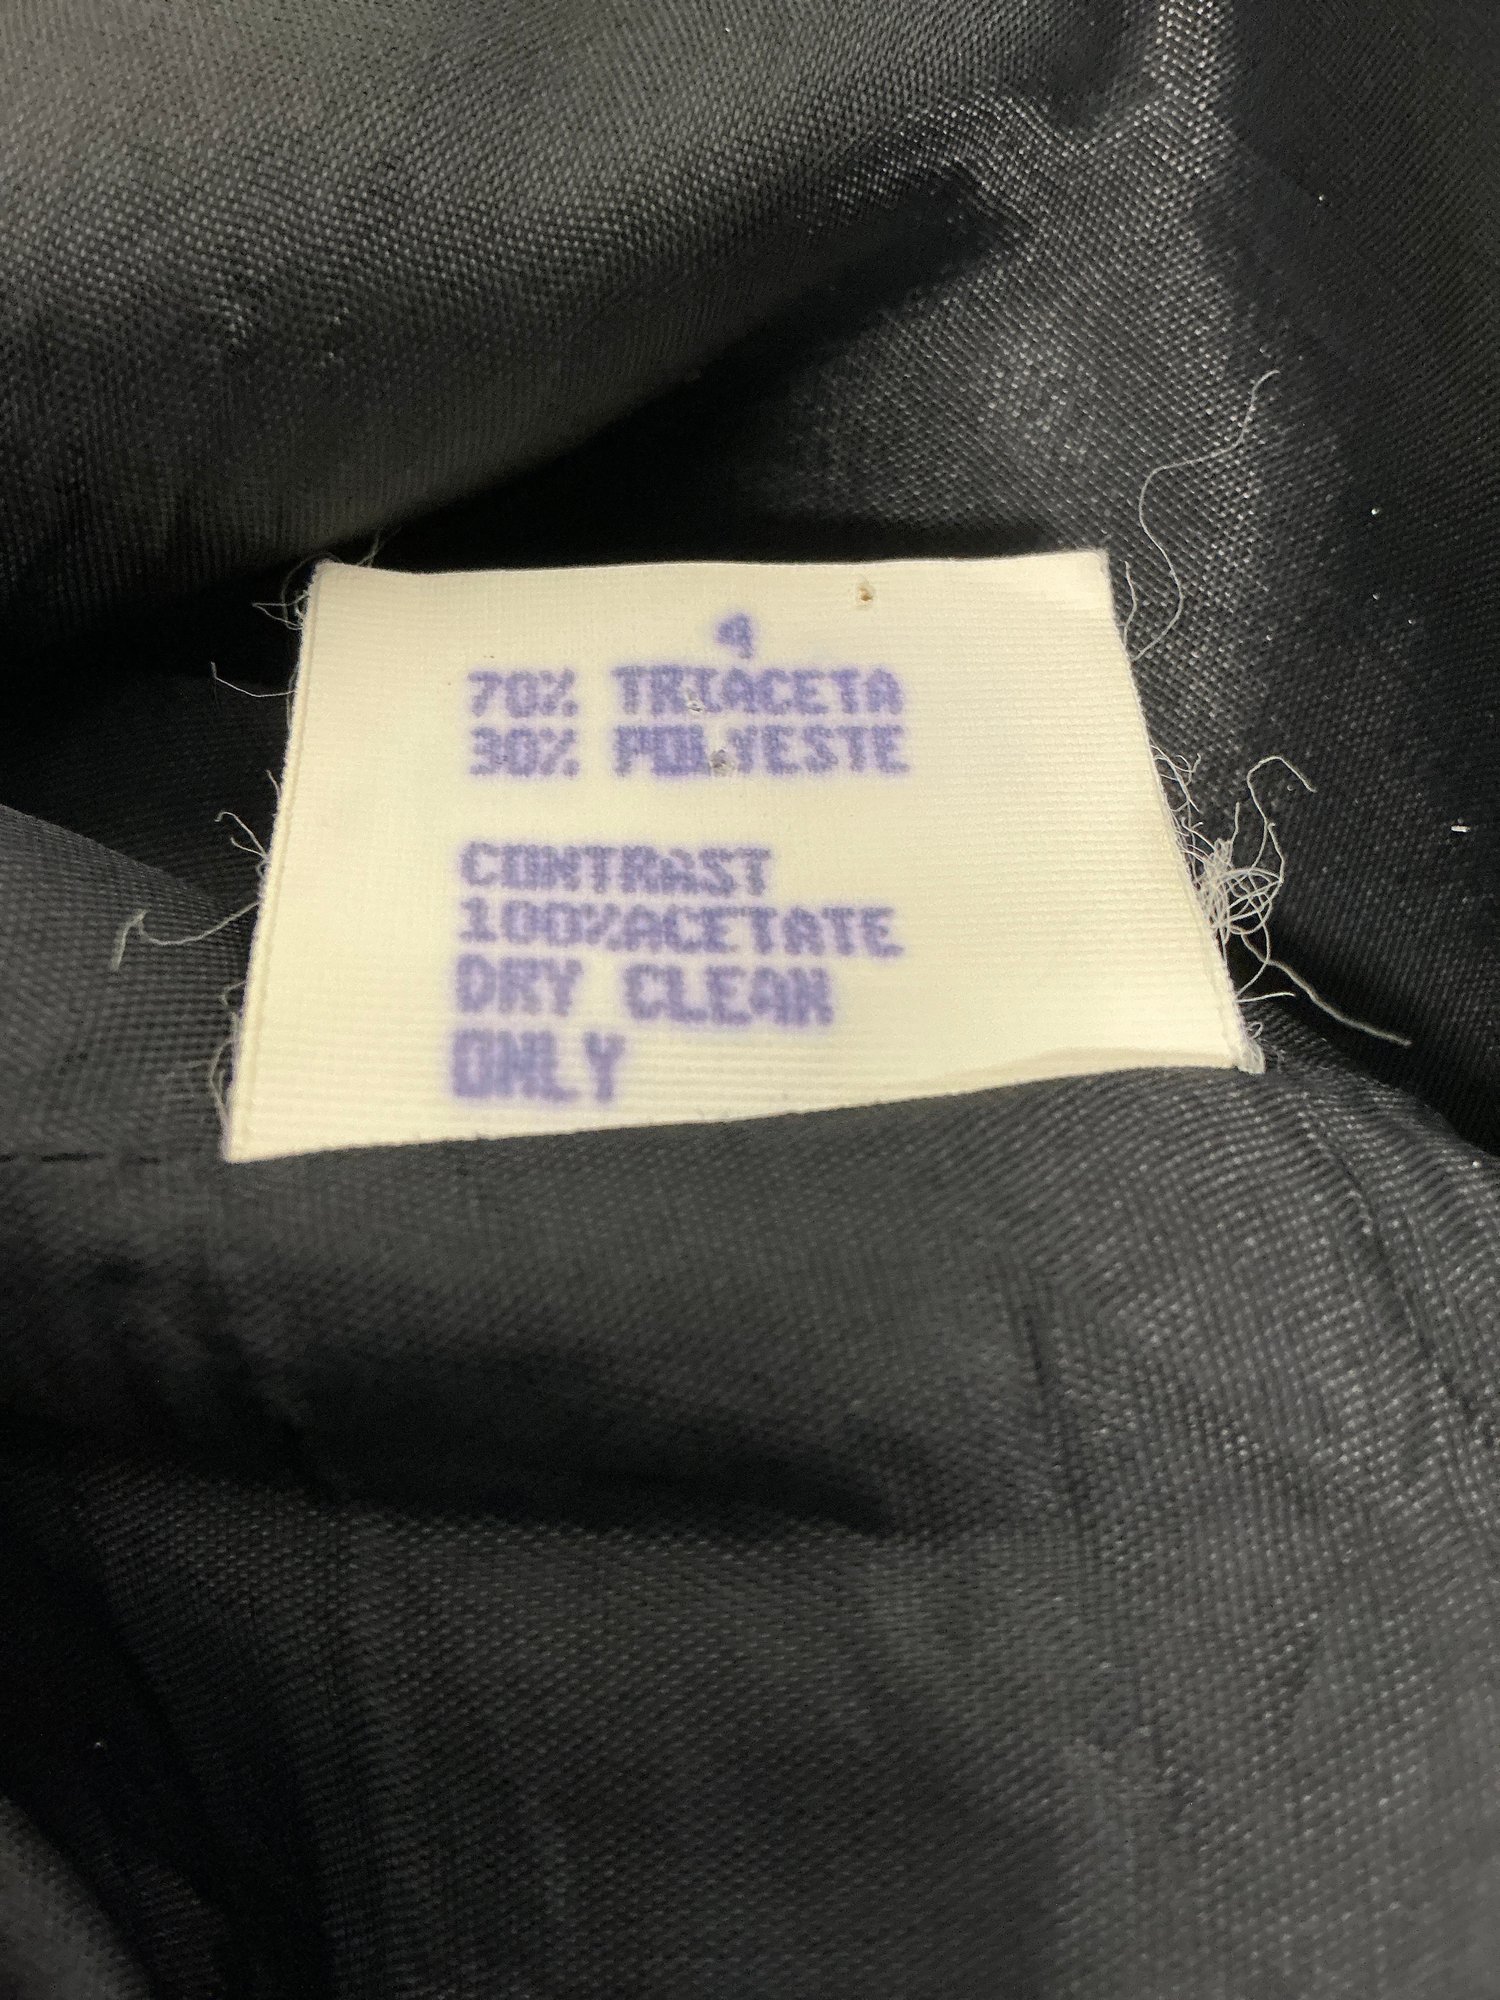 4
70% TRIACETA
30% POLYESTE
CONTRAST
100%ACETATE
DRY CLEAN
ONLY